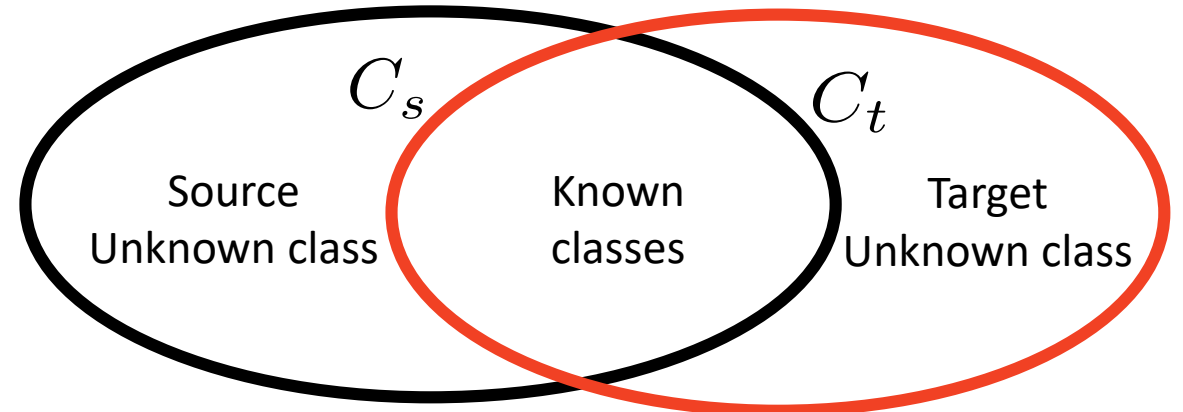 C_s
C_t
Source
Unknown class
Known
classes
Target
Unknown class